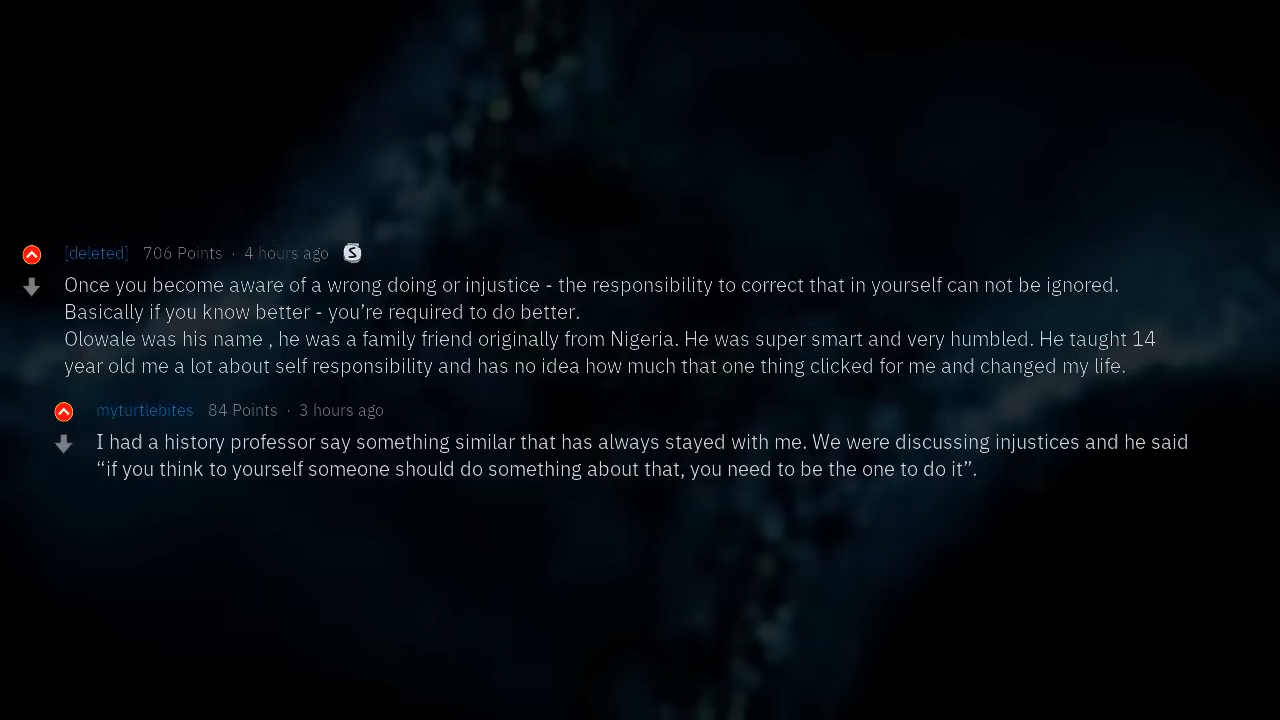 [deleted] 706 Points · 4 hours ago S
Once you become aware of a wrong doing or injustice - the responsibility to correct that in yourself can not be ignored.
Basically if you know better - you’re required to do better.
Olowale was his name , he was a family friend originally from Nigeria. He was super smart and very humbled. He taught 14
year old me a lot about self responsibility and has no idea how much that one thing clicked for me and changed my life.
myturtlebites 84 Points · 3 hours ago
I had a history professor say something similar that has always stayed with me. We were discussing injustices and he said
“if you think to yourself someone should do something about that, you need to be the one to do it”.